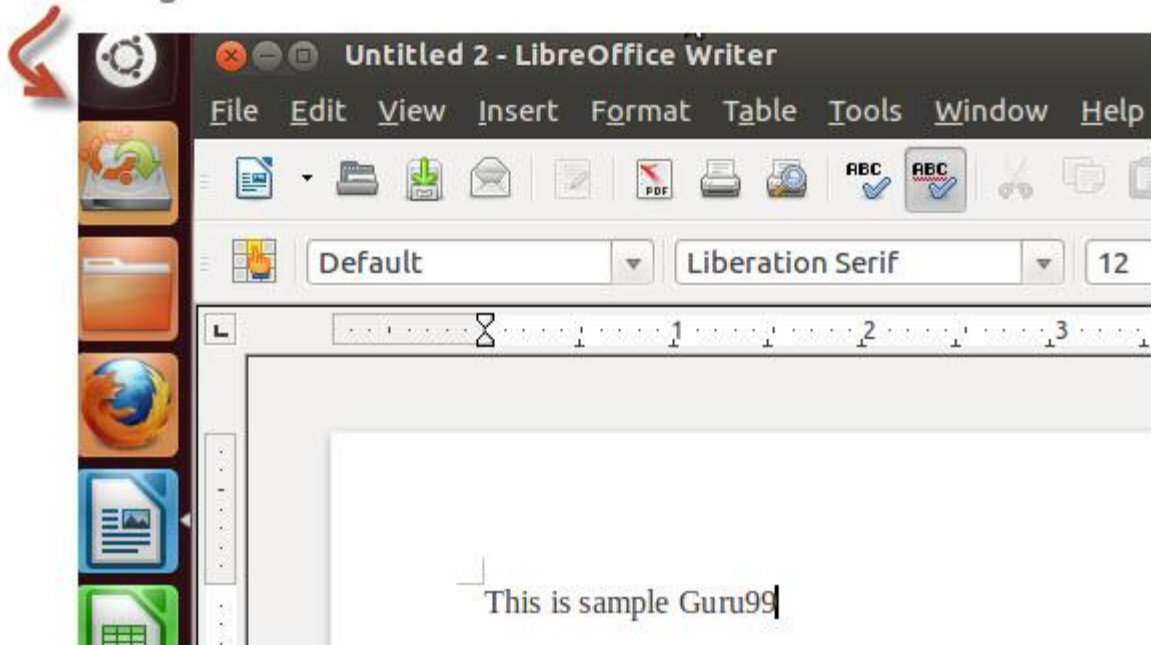 Untitled 2 - LibreOffice Writer
File Edit View Insert Format Table Tools Window Help
PDF ABC ABC
Default Liberation Serif 12
1 2 3
This is sample Guru99